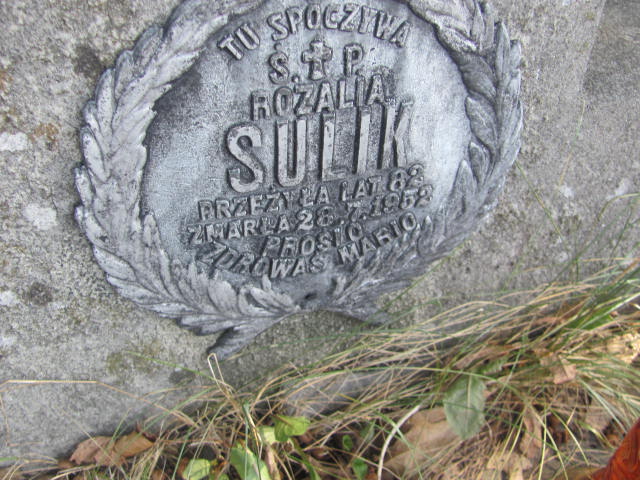 TU SPOCZYWA
Ś. ✝ P.
ROZALIA
SULIK
PRZEŻYŁA LAT 82
ZMARŁA 28.7.1952
PROSI O
ZDROWAŚ MARIO